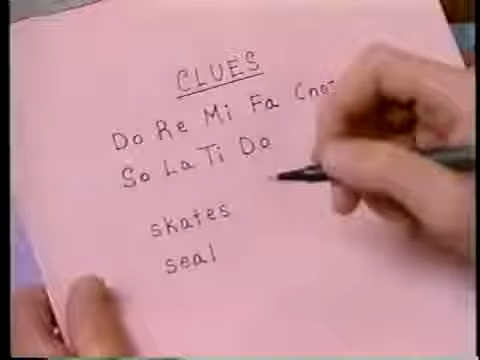 CLUES
Do Re Mi Fa
So La Ti Do
skates
seal